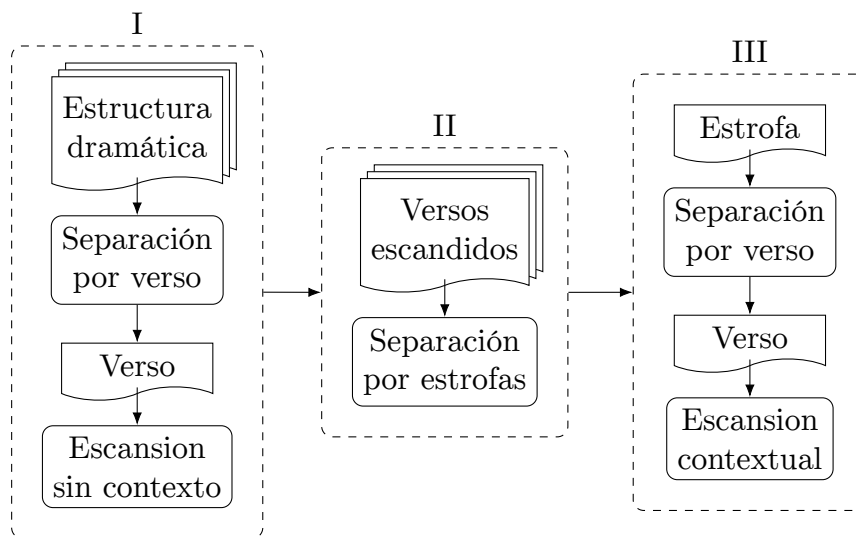 I
Estructura
dramática
Separación
por verso
Verso
Escansion
sin contexto
II
Versos
escandidos
Separación
por estrofas
III
Estrofa
Separación
por verso
Verso
Escansion
contextual